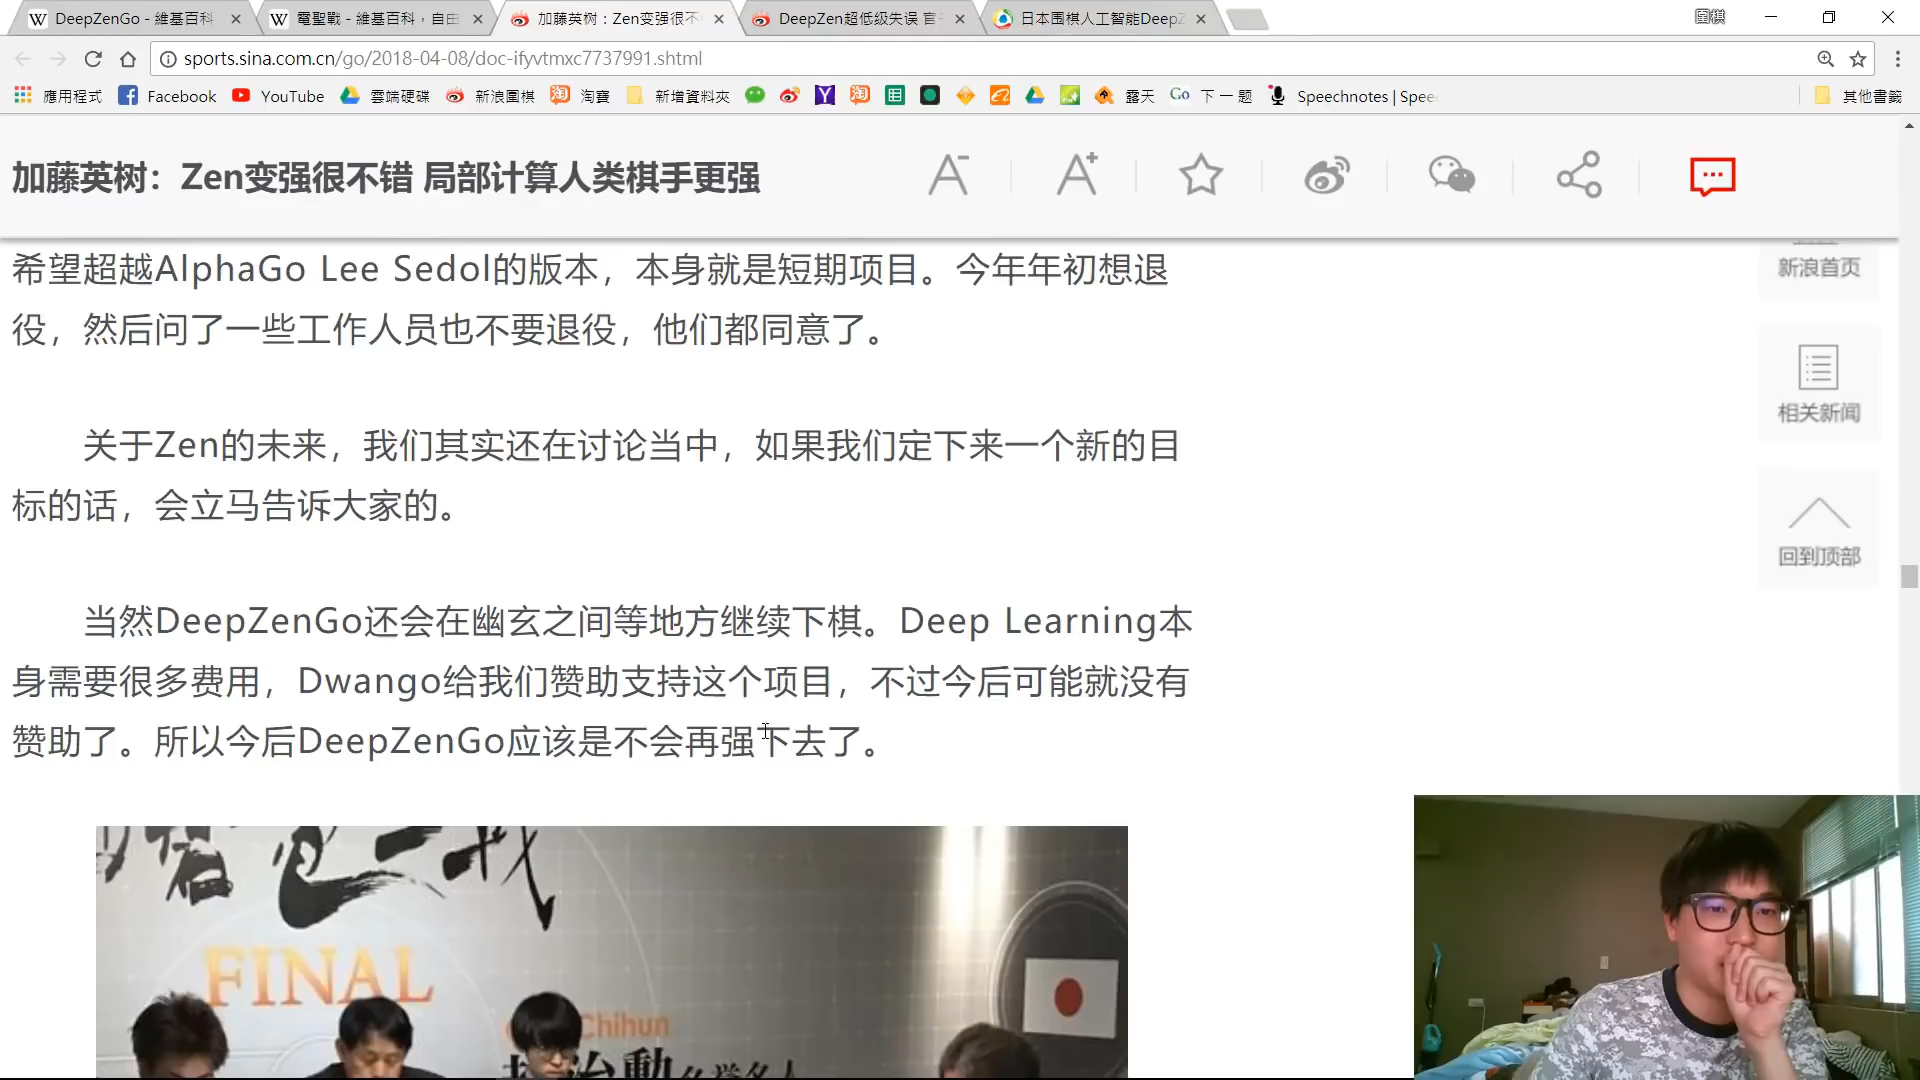 DeepZenGo - 維基百科
電聖戰 - 維基百科，自由
加藤英树：Zen变强很不
DeepZen超低级失误 官
日本围棋人工智能DeepZ
圍棋
sports.sina.com.cn/go/2018-04-08/doc-ifyvtmxc7737991.shtml
應用程式 Facebook YouTube 雲端硬碟 新浪圍棋 淘寶 新增資料夾 露天 Go 下一题 Speechnotes | Spee 其他書籤
加藤英树：Zen变强很不错 局部计算人类棋手更强
希望超越AlphaGo Lee Sedol的版本，本身就是短期项目。今年年初想退
役，然后问了一些工作人员也不要退役，他们都同意了。
关于Zen的未来，我们其实还在讨论当中，如果我们定下来一个新的目
标的话，会立马告诉大家的。
当然DeepZenGo还会在幽玄之间等地方继续下棋。Deep Learning本
身需要很多费用，Dwango给我们赞助支持这个项目，不过今后可能就没有
赞助了。所以今后DeepZenGo应该是不会再强下去了。
新浪首页
相关新闻
回到顶部
FINAL
Chihun
治勲名誉名人